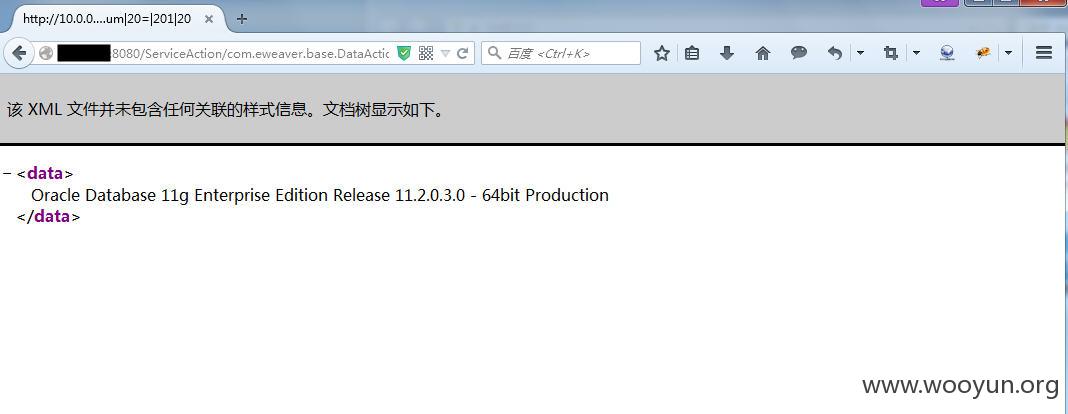 http://10.0.0....um|20=|201|20
:8080/ServiceAction/com.eweaver.base.DataActic
百度 <Ctrl+K>
该 XML 文件并未包含任何关联的样式信息。文档树显示如下。
− <data>
Oracle Database 11g Enterprise Edition Release 11.2.0.3.0 - 64bit Production
</data>
www.wooyun.org